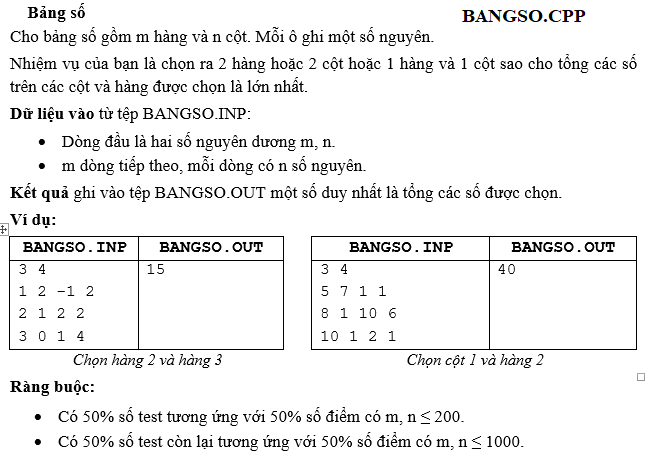 Bảng số BANGSO.CPP
Cho bảng số gồm m hàng và n cột. Mỗi ô ghi một số nguyên.
Nhiệm vụ của bạn là chọn ra 2 hàng hoặc 2 cột hoặc 1 hàng và 1 cột sao cho tổng các số
trên các cột và hàng được chọn là lớn nhất.
Dữ liệu vào từ tệp BANGSO.INP:
• Dòng đầu là hai số nguyên dương m, n.
• m dòng tiếp theo, mỗi dòng có n số nguyên.
Kết quả ghi vào tệp BANGSO.OUT một số duy nhất là tổng các số được chọn.
Ví dụ:
BANGSO.INP BANGSO.OUT
3 4 15
1 2 -1 2
2 1 2 2
3 0 1 4
Chọn hàng 2 và hàng 3
BANGSO.INP BANGSO.OUT
3 4 40
5 7 1 1
8 1 10 6
10 1 2 1
Chọn cột 1 và hàng 2
Ràng buộc:
• Có 50% số test tương ứng với 50% số điểm có m, n ≤ 200.
• Có 50% số test còn lại tương ứng với 50% số điểm có m, n ≤ 1000.